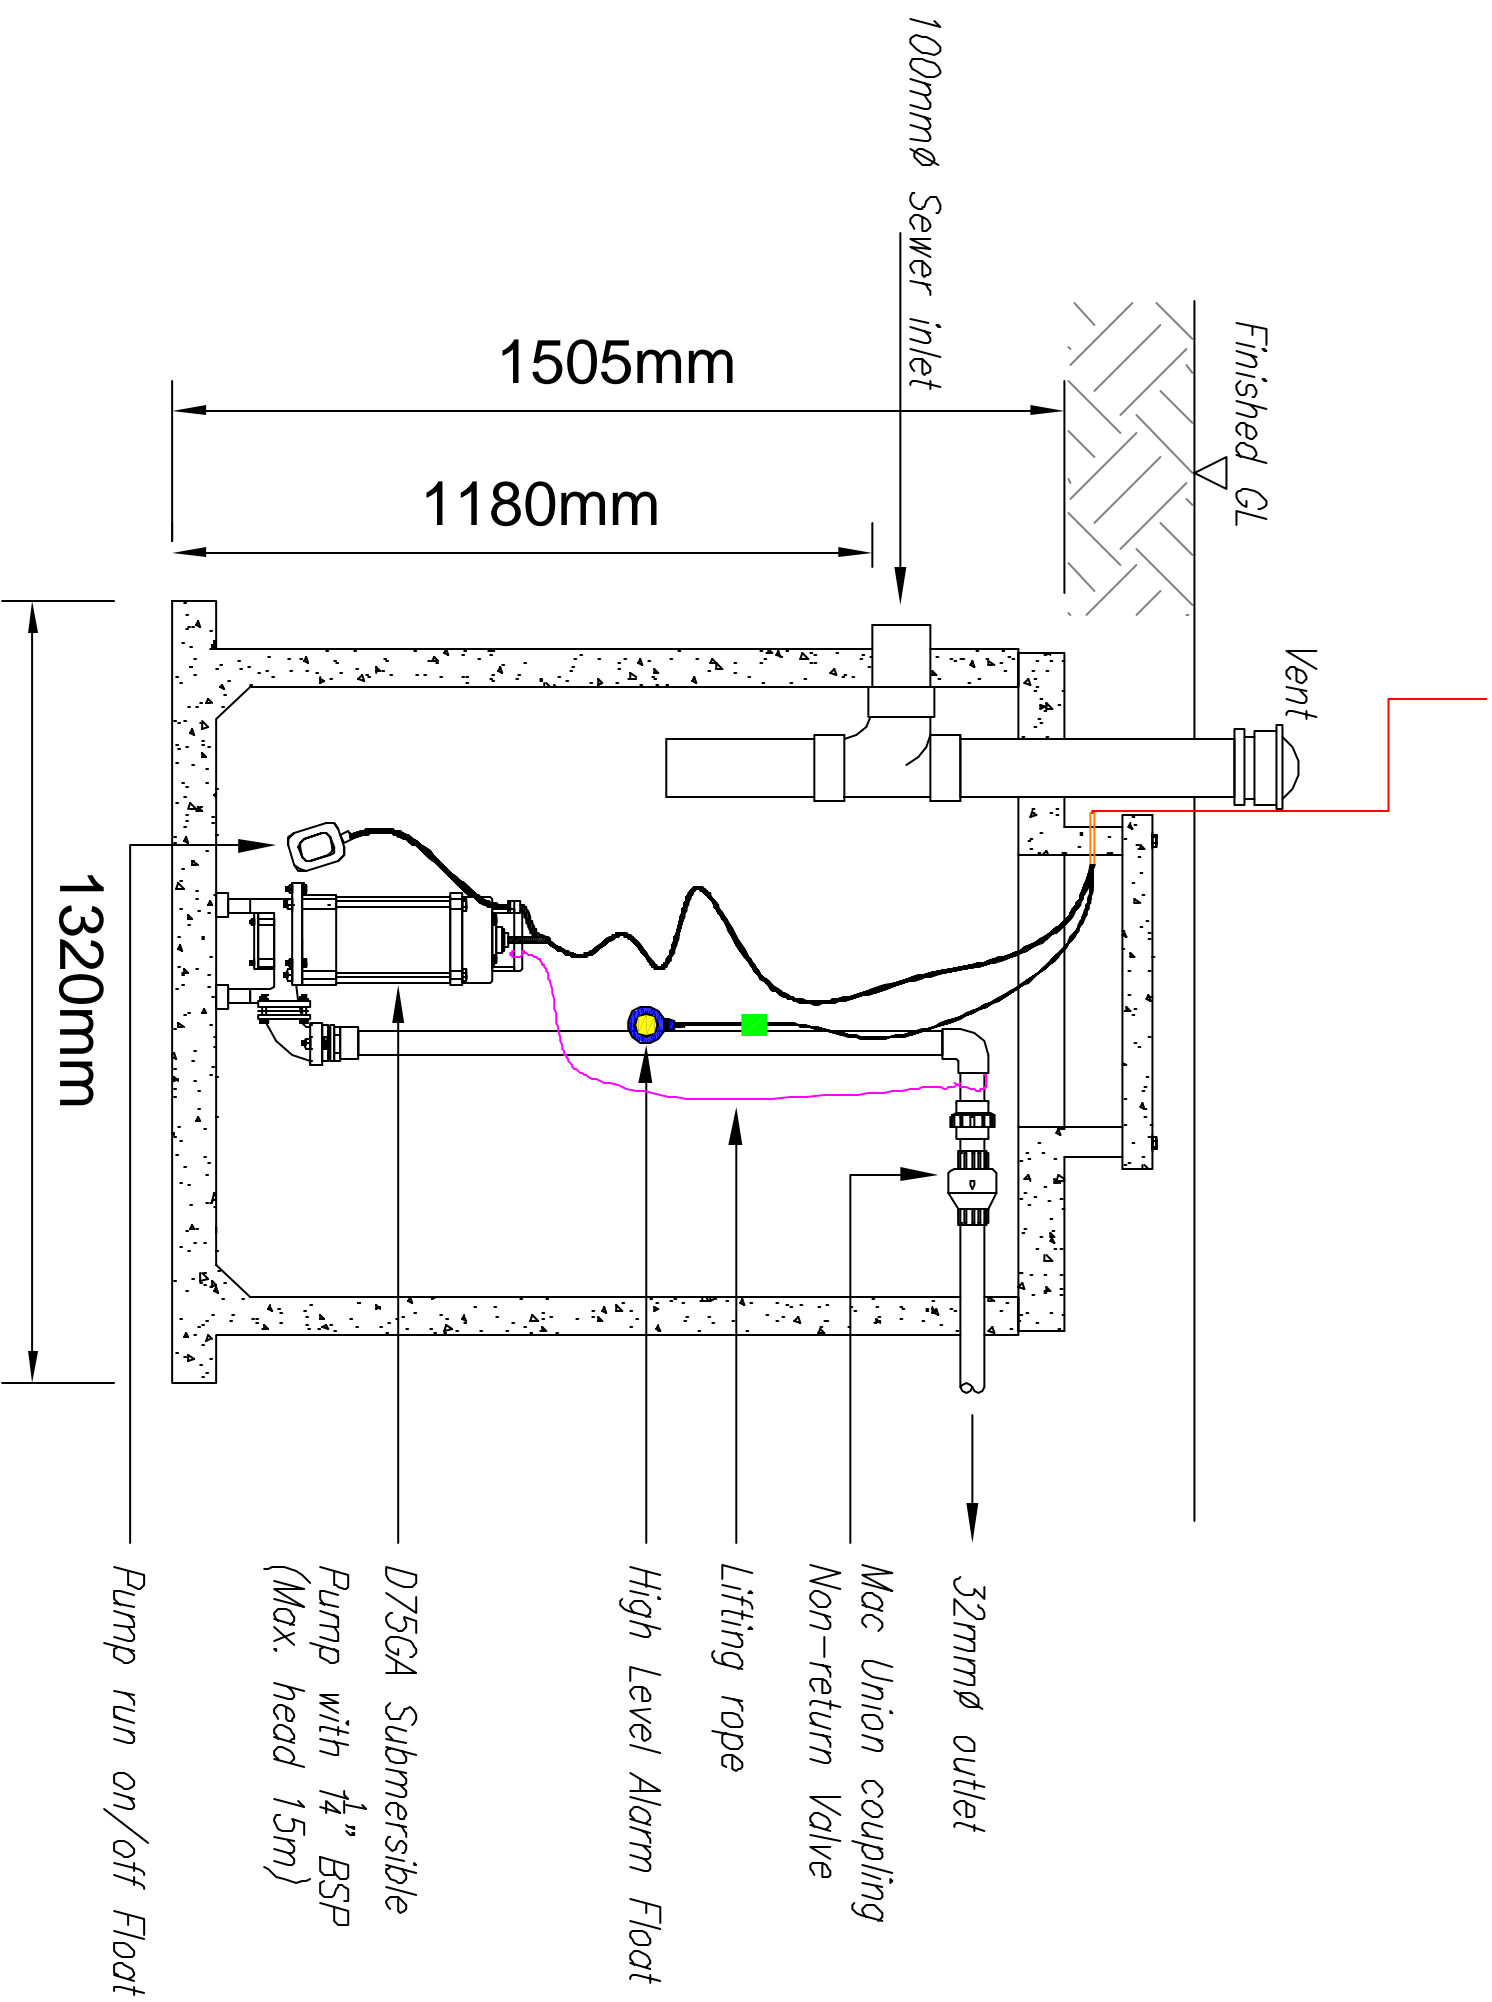 Vent
Finished GL
100mmø Sewer inlet
1505mm
1180mm
1320mm
32mmø outlet
Mac Union coupling
Non-return Valve
Lifting rope
High Level Alarm Float
D75GA Submersible
Pump with 1¼" BSP
(Max. head 15m)
Pump run on/off Float